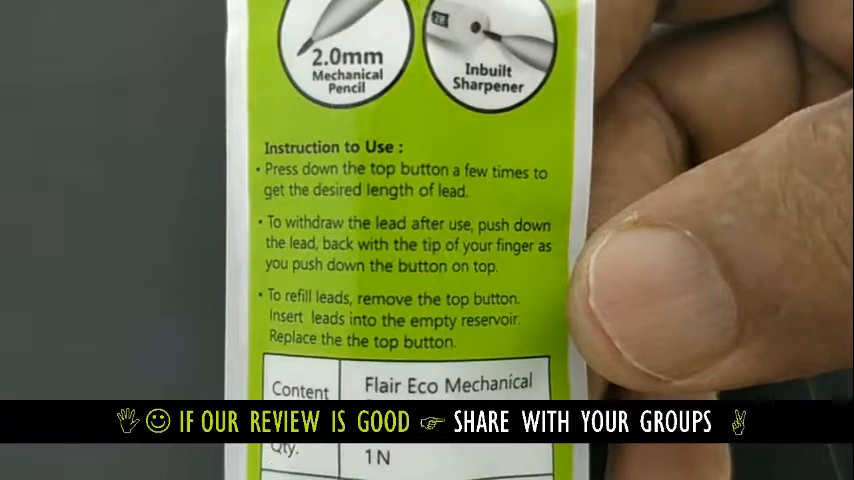 2.0mm
Mechanical
Pencil
2B
Inbuilt
Sharpener
Instruction to Use :
• Press down the top button a few times to
get the desired length of lead.
• To withdraw the lead after use, push down
the lead, back with the tip of your finger as
you push down the button on top.
• To refill leads, remove the top button.
Insert leads into the empty reservoir.
Replace the the top button.
Content
Flair Eco Mechanical
IF OUR REVIEW IS GOOD SHARE WITH YOUR GROUPS
Qty.
1 N